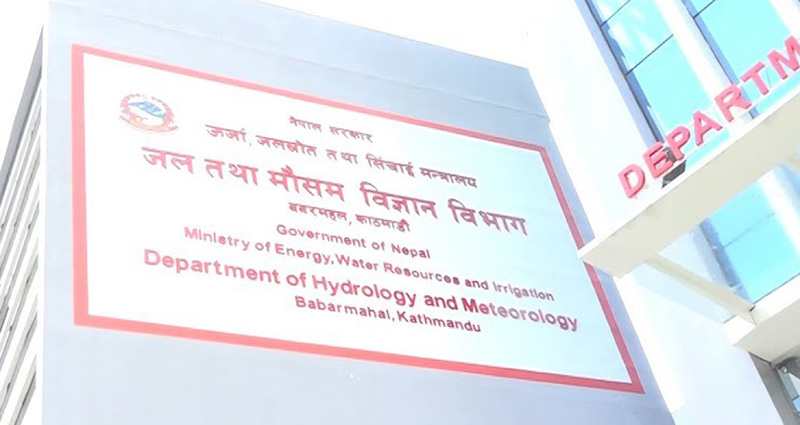 नेपाल सरकार
ऊर्जा, जलस्रोत तथा सिंचाई मन्त्रालय
जल तथा मौसम विज्ञान विभाग
बबरमहल, काठमाडौं
Government of Nepal
Ministry of Energy, Water Resources and Irrigation
Department of Hydrology and Meteorology
Babarmahal, Kathmandu
DEPARTM